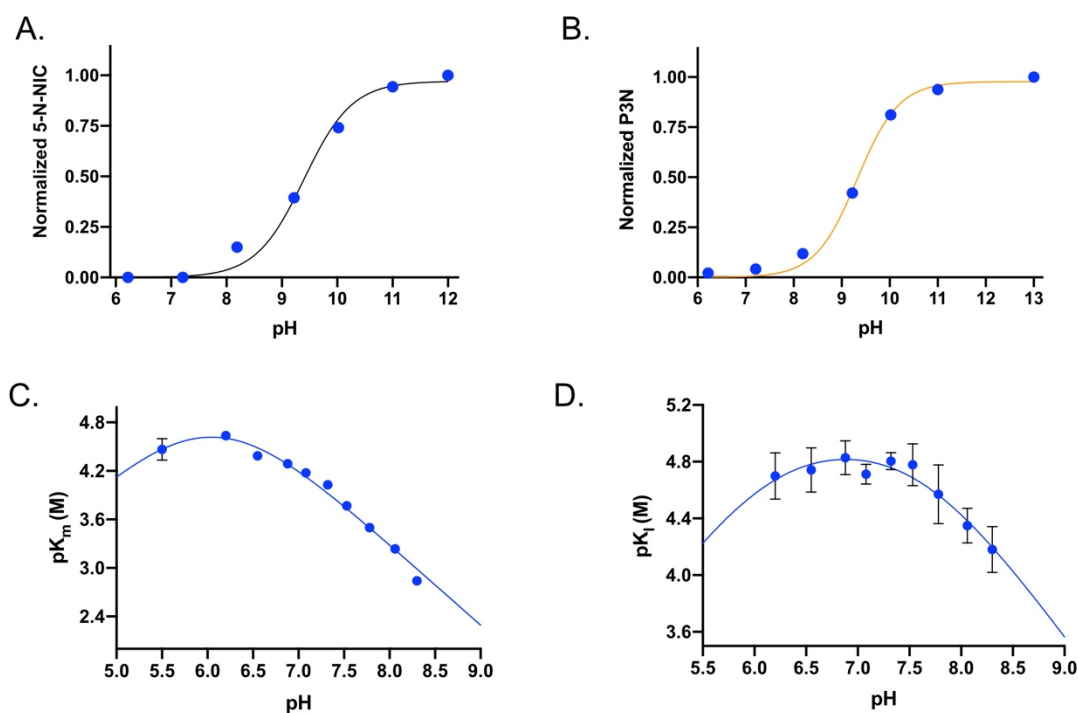 A.
Normalized 5-N-NIC
1.00
0.75
0.50
0.25
0.00
6 7 8 9 10 11 12
pH
B.
Normalized P3N
1.00
0.75
0.50
0.25
0.00
6 7 8 9 10 11 12 13
pH
C.
pKm (M)
4.8
4.2
3.6
3.0
2.4
5.0 5.5 6.0 6.5 7.0 7.5 8.0 8.5 9.0
pH
D.
pKI (M)
5.2
4.8
4.4
4.0
3.6
5.5 6.0 6.5 7.0 7.5 8.0 8.5 9.0
pH